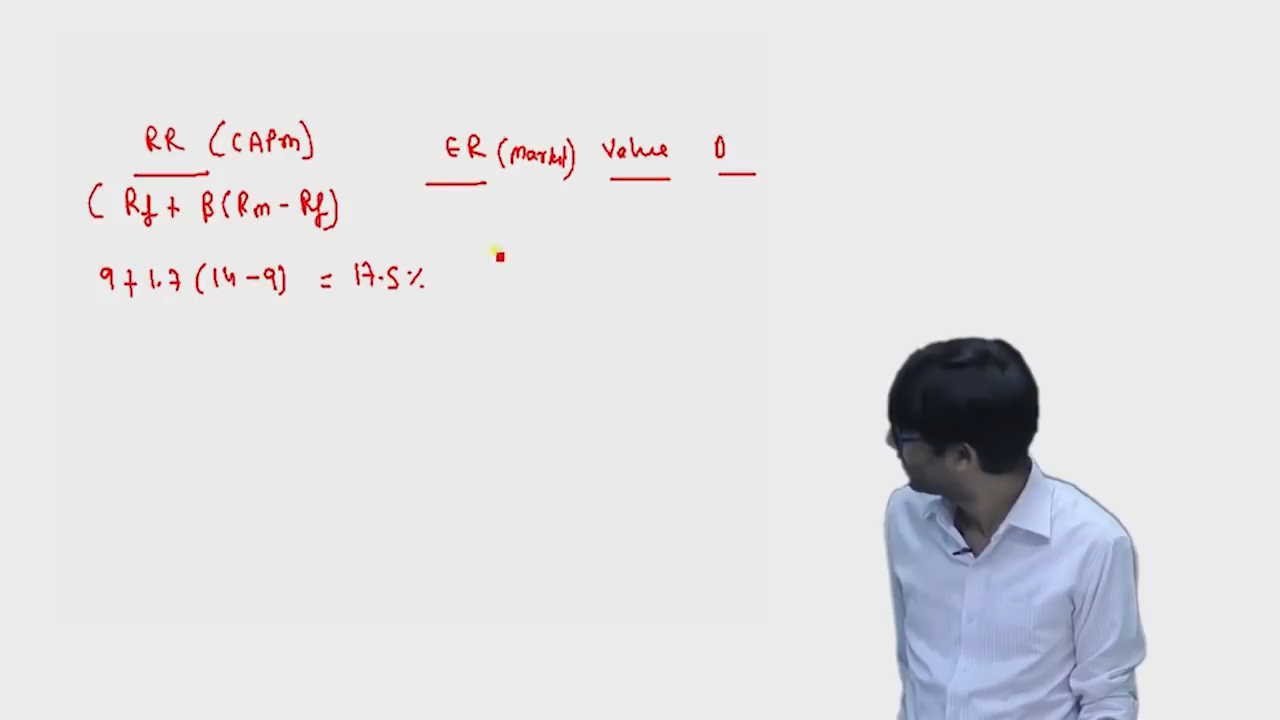 RR (CAPM) ER (Market) Value D
( Rf + β(Rm - Rf)
9 + 1.7 (14 - 9) = 17.5%